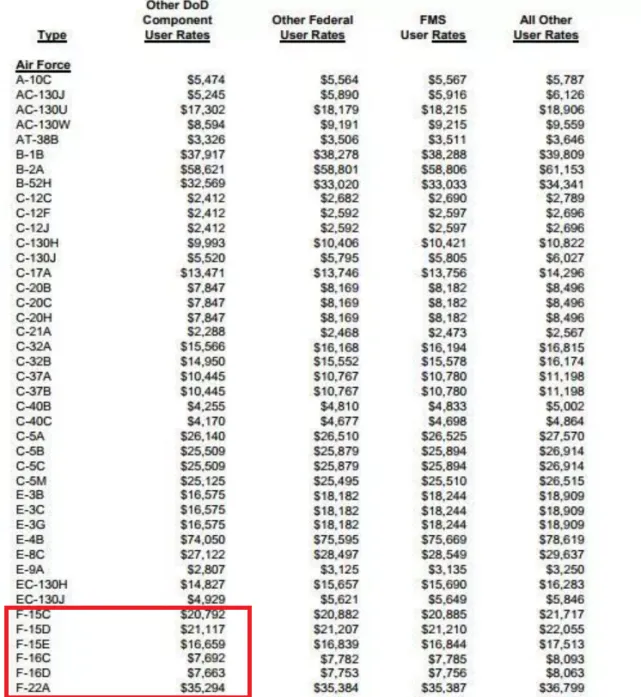 Other DoD
Component Other Federal FMS All Other
Type User Rates User Rates User Rates User Rates
Air Force
A-10C $5,474 $5,564 $5,567 $5,787
AC-130J $5,245 $5,890 $5,916 $6,126
AC-130U $17,302 $18,179 $18,215 $18,906
AC-130W $8,594 $9,191 $9,215 $9,559
AT-38B $3,326 $3,506 $3,511 $3,646
B-1B $37,917 $38,278 $38,288 $39,809
B-2A $58,621 $58,801 $58,806 $61,153
B-52H $32,569 $33,020 $33,033 $34,341
C-12C $2,412 $2,682 $2,690 $2,789
C-12F $2,412 $2,592 $2,597 $2,696
C-12J $2,412 $2,592 $2,597 $2,696
C-130H $9,993 $10,406 $10,421 $10,822
C-130J $5,520 $5,795 $5,805 $6,027
C-17A $13,471 $13,746 $13,756 $14,296
C-20B $7,847 $8,169 $8,182 $8,496
C-20C $7,847 $8,169 $8,182 $8,496
C-20H $7,847 $8,169 $8,182 $8,496
C-21A $2,288 $2,468 $2,473 $2,567
C-32A $15,566 $16,168 $16,194 $16,815
C-32B $14,950 $15,552 $15,578 $16,174
C-37A $10,445 $10,767 $10,780 $11,198
C-37B $10,445 $10,767 $10,780 $11,198
C-40B $4,255 $4,810 $4,833 $5,002
C-40C $4,170 $4,677 $4,698 $4,864
C-5A $26,140 $26,510 $26,525 $27,570
C-5B $25,509 $25,879 $25,894 $26,914
C-5C $25,509 $25,879 $25,894 $26,914
C-5M $25,125 $25,495 $25,510 $26,515
E-3B $16,575 $18,182 $18,244 $18,909
E-3C $16,575 $18,182 $18,244 $18,909
E-3G $16,575 $18,182 $18,244 $18,909
E-4B $74,050 $75,595 $75,669 $78,619
E-8C $27,122 $28,497 $28,549 $29,637
E-9A $2,807 $3,125 $3,135 $3,250
EC-130H $14,827 $15,657 $15,690 $16,283
EC-130J $4,929 $5,621 $5,649 $5,846
F-15C $20,792 $20,882 $20,885 $21,717
F-15D $21,117 $21,207 $21,210 $22,055
F-15E $16,659 $16,839 $16,844 $17,513
F-16C $7,692 $7,782 $7,785 $8,093
F-16D $7,663 $7,753 $7,756 $8,063
F-22A $35,294 $35,384 $35,387 $36,799